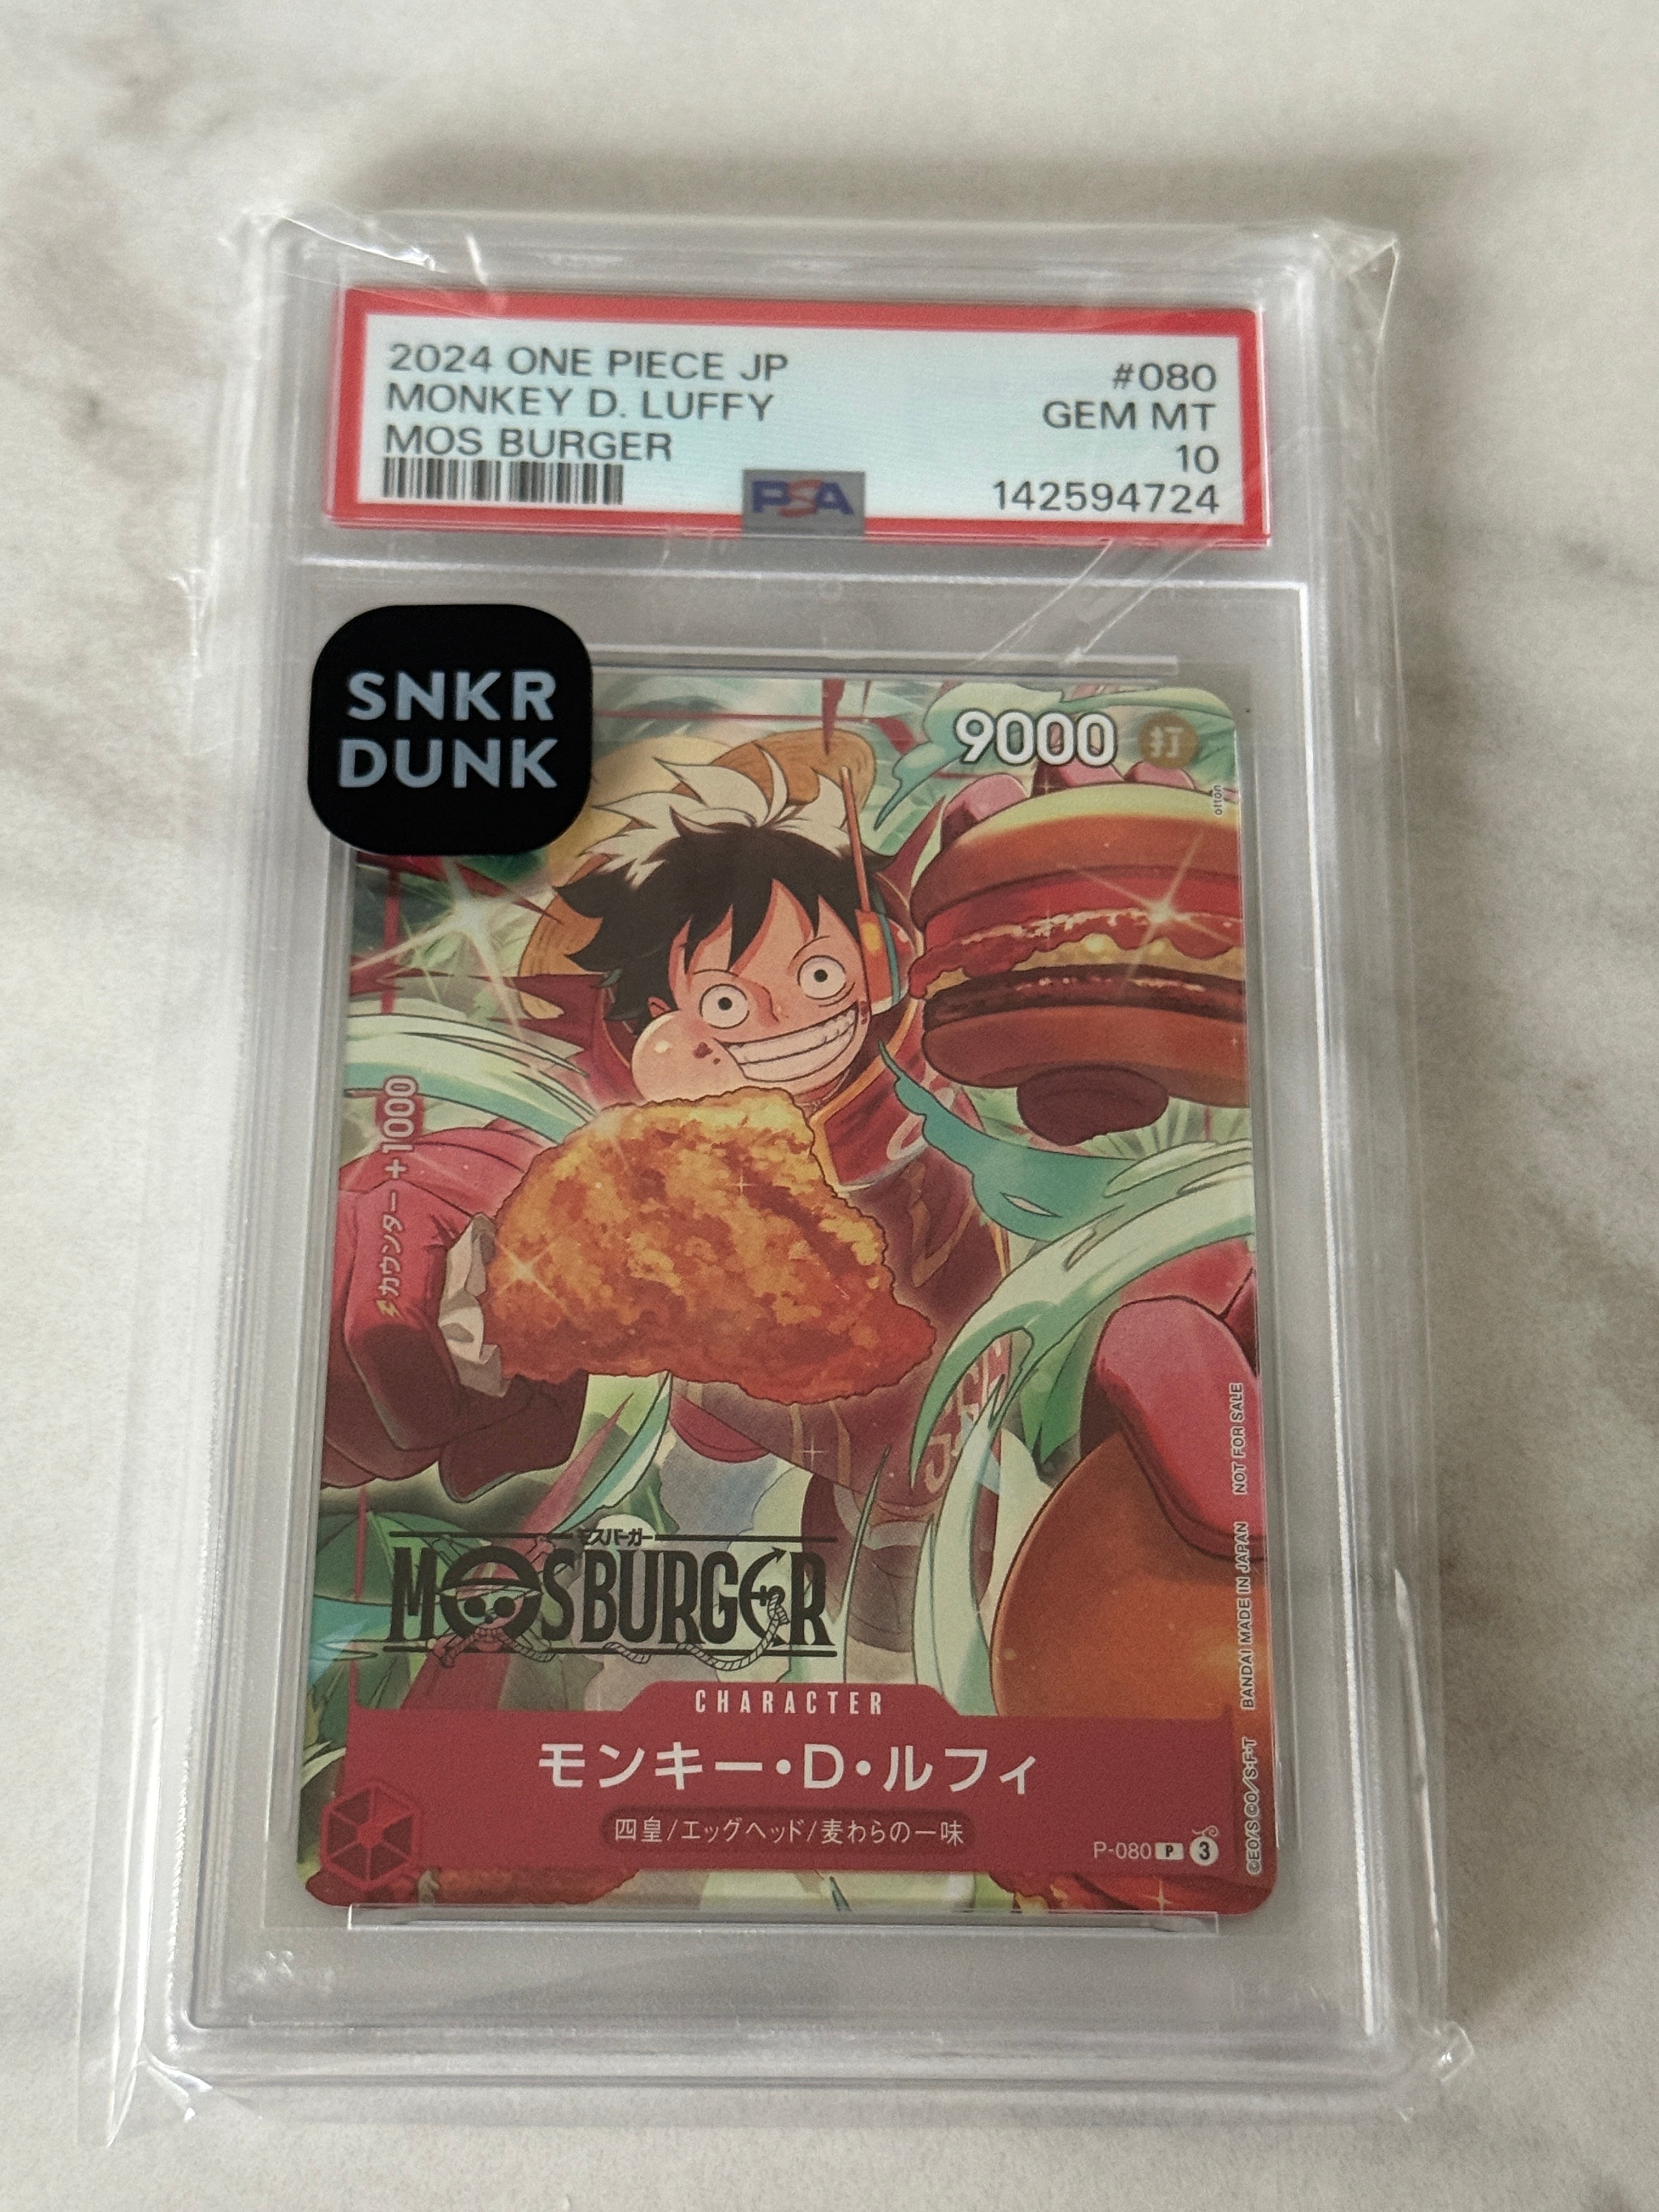 2024 ONE PIECE JP
#080
MONKEY D. LUFFY
GEM MT
MOS BURGER
10
PSA
142594724
SNKR
DUNK
9000 打
otton
カウンター+1000
モスバーガー
MOSBURGER
CHARACTER
モンキー・D・ルフィ
四皇/エッグヘッド/麦わらの一味
P-080 P 3
©EO/S ©O/S・F・T BANDAI MADE IN JAPAN NOT FOR SALE